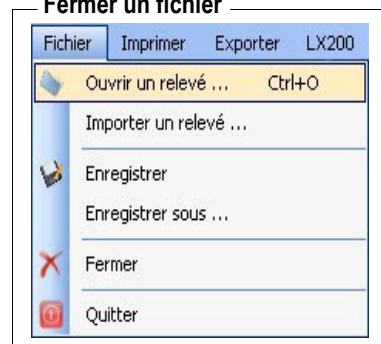 Fermer un fichier
Fichier Imprimer Exporter LX200
Ouvrir un relevé ... Ctrl+O
Importer un relevé ...
Enregistrer
Enregistrer sous ...
Fermer
Quitter